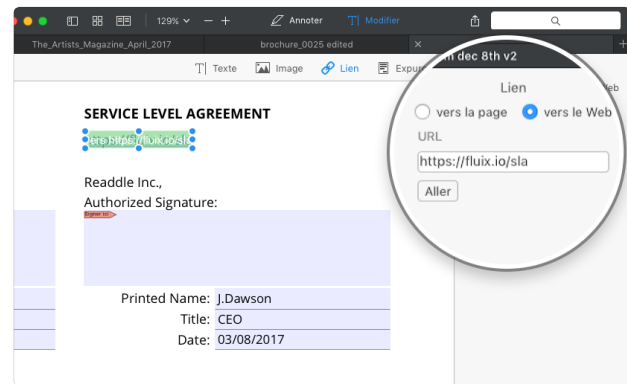 129%
Annoter
Modifier
The_Artists_Magazine_April_2017
brochure_0025 edited
dec 8th v2
Texte
Image
Lien
Lien
vers la page
vers le Web
URL
https://fluix.io/sla
Aller
SERVICE LEVEL AGREEMENT
Readdle Inc.,
Authorized Signature:
Printed Name: J.Dawson
Title: CEO
Date: 03/08/2017